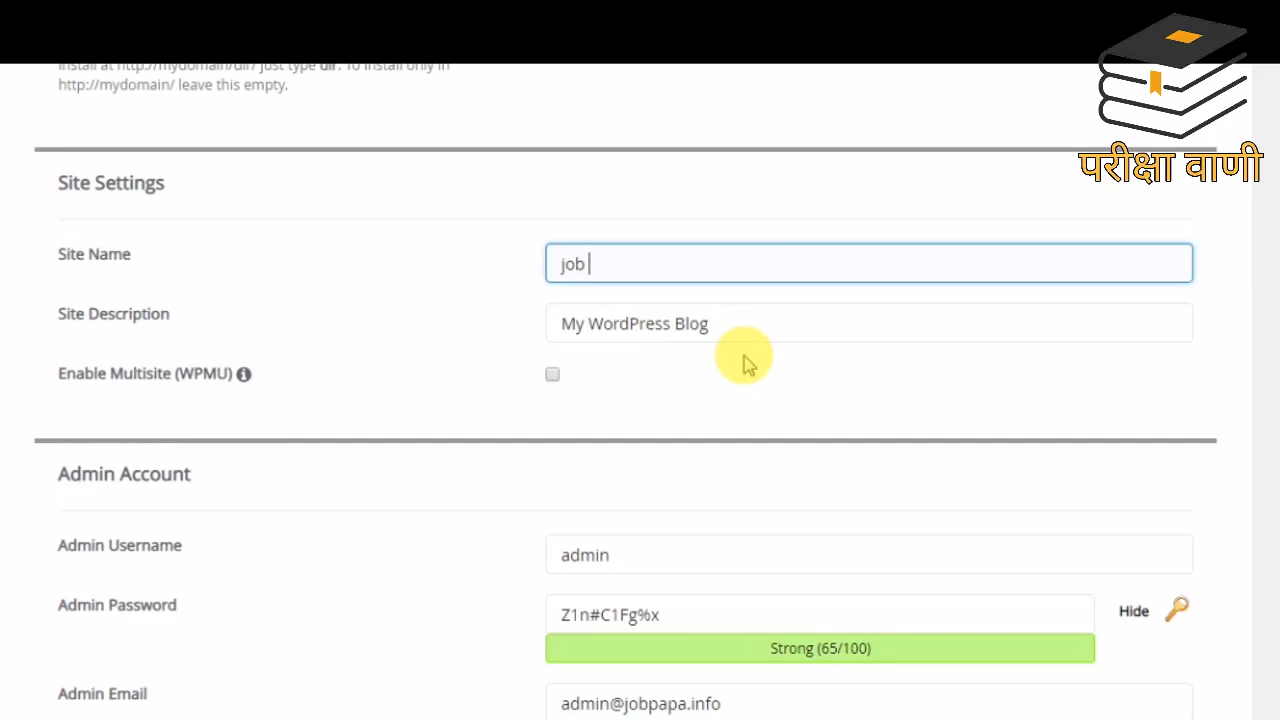 install at http://mydomain/dir/ just type dir. To install only in
http://mydomain/ leave this empty.
परीक्षा वाणी
Site Settings
Site Name
job
Site Description
My WordPress Blog
Enable Multisite (WPMU)
Admin Account
Admin Username
admin
Admin Password
Z1n#C1Fg%x
Hide
Strong (65/100)
Admin Email
admin@jobpapa.info